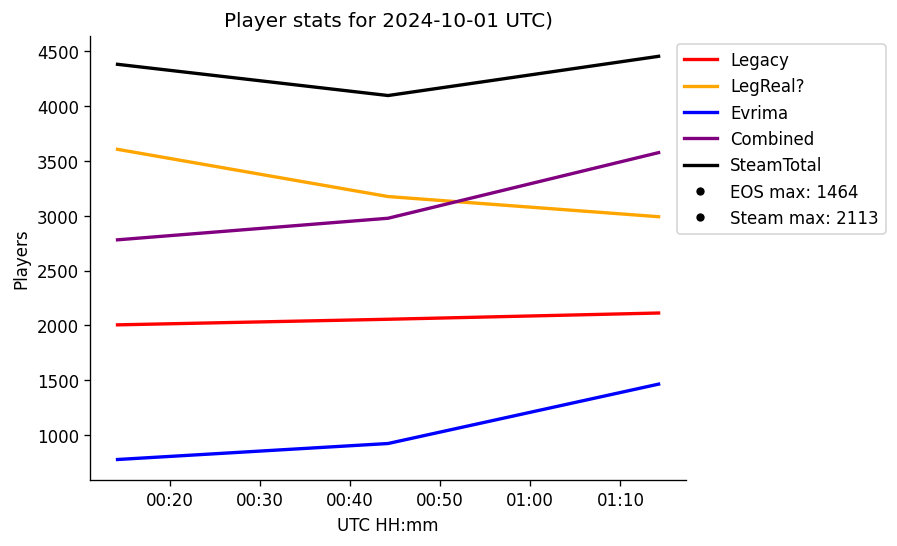 Player stats for 2024-10-01 UTC)
4500
4000
3500
3000
2500
2000
1500
1000
Players
00:20 00:30 00:40 00:50 01:00 01:10
UTC HH:mm
Legacy
LegReal?
Evrima
Combined
SteamTotal
EOS max: 1464
Steam max: 2113